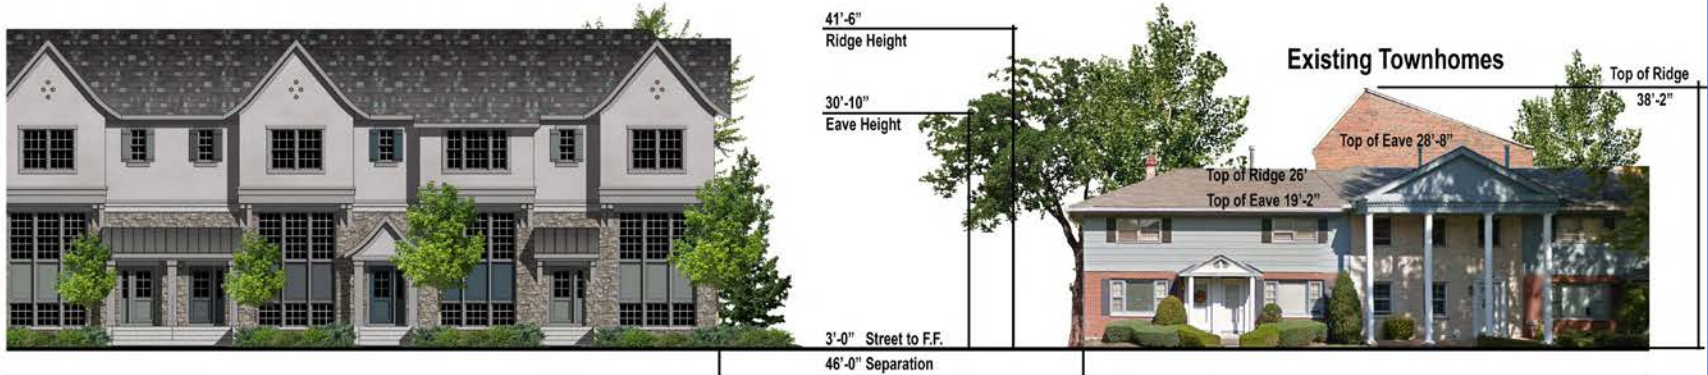 41'-6"
Ridge Height
30'-10"
Eave Height
3'-0" Street to F.F.
46'-0" Separation
Existing Townhomes
Top of Ridge
38'-2"
Top of Eave 28'-8"
Top of Ridge 26'
Top of Eave 19'-2"